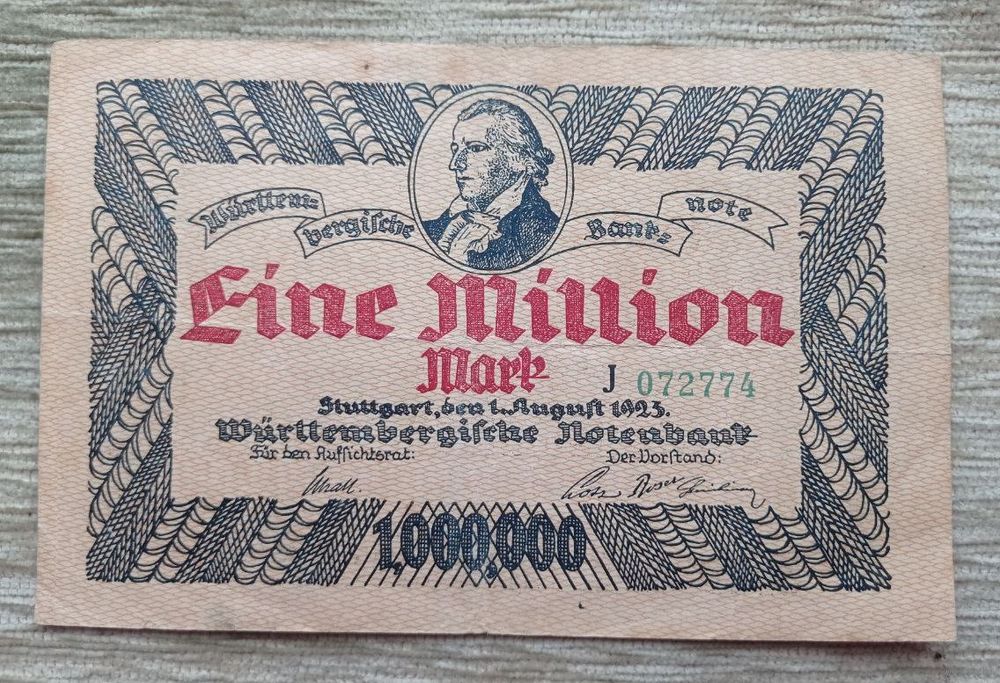 Württem=
bergische
Bank=
note
Eine Million
Mark
J 072774
Stuttgart, den 1. August 1923.
Württembergische Notenbank
Für den Aufsichtsrat:
Der Vorstand:
1,000,000